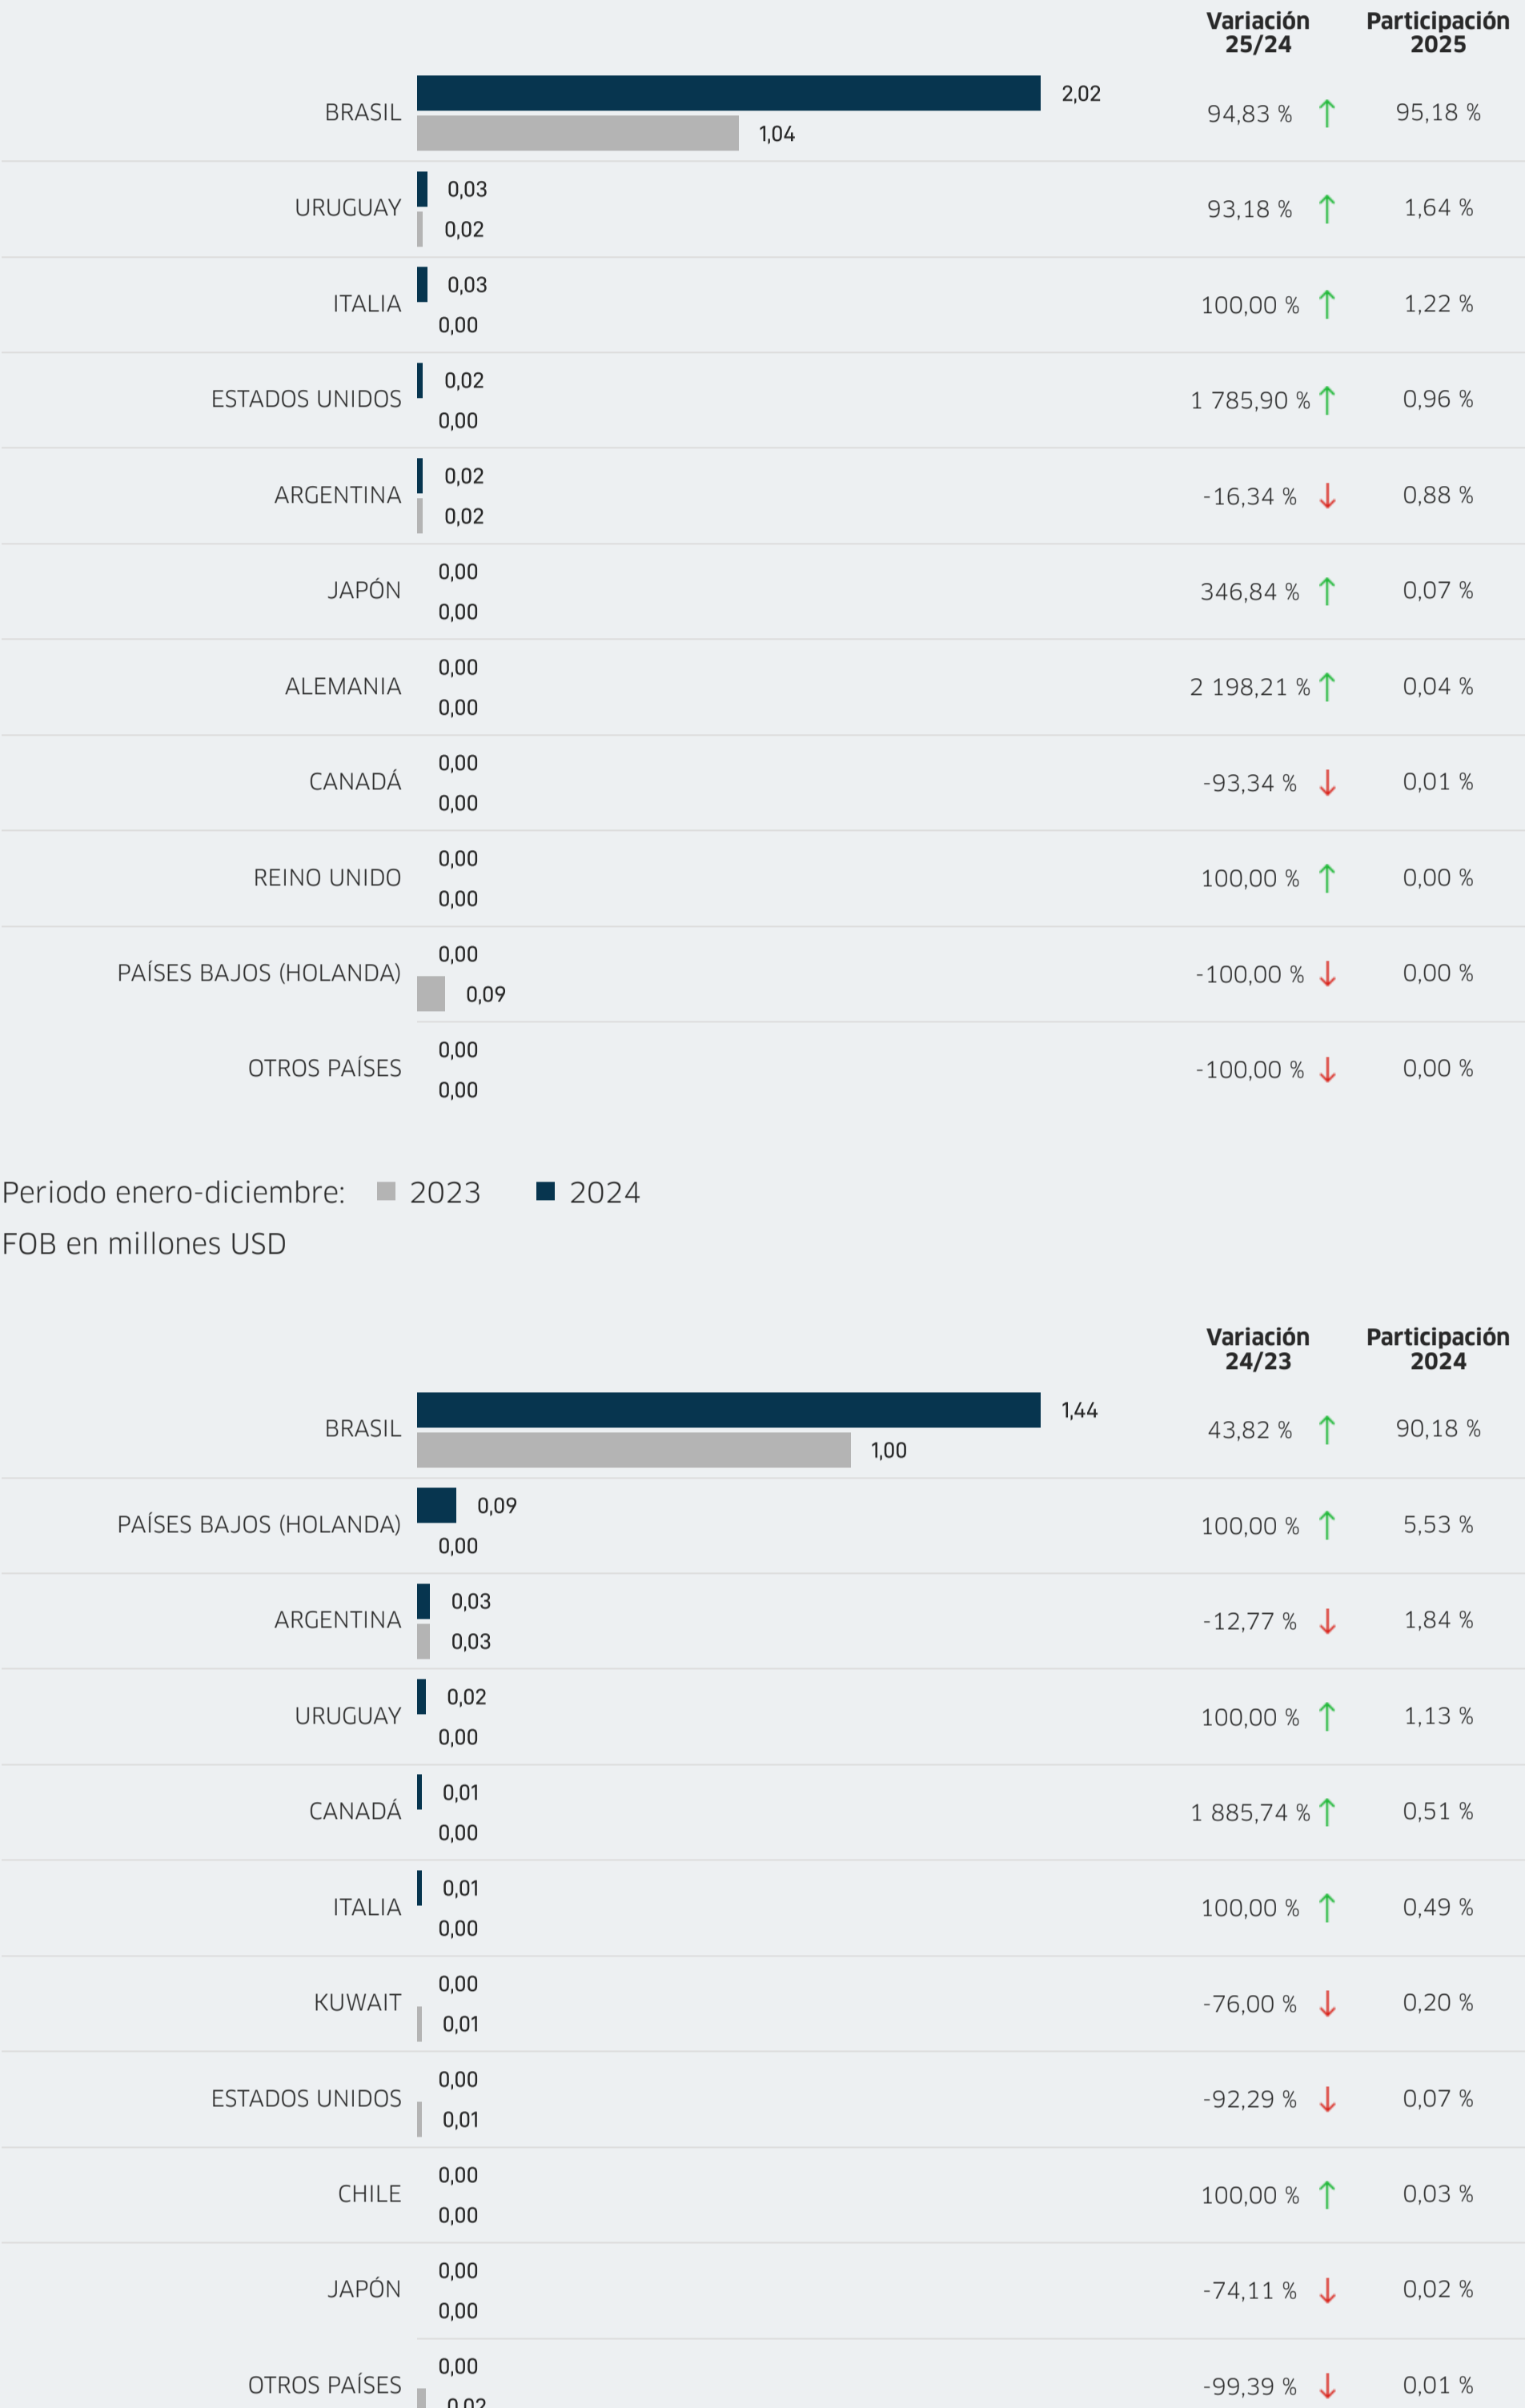 Variación Participación
25/24 2025
BRASIL 2,02 94,83 % 95,18 %
1,04
URUGUAY 0,03 93,18 % 1,64 %
0,02
ITALIA 0,03 100,00 % 1,22 %
0,00
ESTADOS UNIDOS 0,02 1 785,90 % 0,96 %
0,00
ARGENTINA 0,02 -16,34 % 0,88 %
0,02
JAPÓN 0,00 346,84 % 0,07 %
0,00
ALEMANIA 0,00 2 198,21 % 0,04 %
0,00
CANADÁ 0,00 -93,34 % 0,01 %
0,00
REINO UNIDO 0,00 100,00 % 0,00 %
0,00
PAÍSES BAJOS (HOLANDA) 0,00 -100,00 % 0,00 %
0,09
OTROS PAÍSES 0,00 -100,00 % 0,00 %
0,00
Periodo enero-diciembre: 2023 2024
FOB en millones USD
Variación Participación
24/23 2024
BRASIL 1,44 43,82 % 90,18 %
1,00
PAÍSES BAJOS (HOLANDA) 0,09 100,00 % 5,53 %
0,00
ARGENTINA 0,03 -12,77 % 1,84 %
0,03
URUGUAY 0,02 100,00 % 1,13 %
0,00
CANADÁ 0,01 1 885,74 % 0,51 %
0,00
ITALIA 0,01 100,00 % 0,49 %
0,00
KUWAIT 0,00 -76,00 % 0,20 %
0,01
ESTADOS UNIDOS 0,00 -92,29 % 0,07 %
0,01
CHILE 0,00 100,00 % 0,03 %
0,00
JAPÓN 0,00 -74,11 % 0,02 %
0,00
OTROS PAÍSES 0,00 -99,39 % 0,01 %
0,02